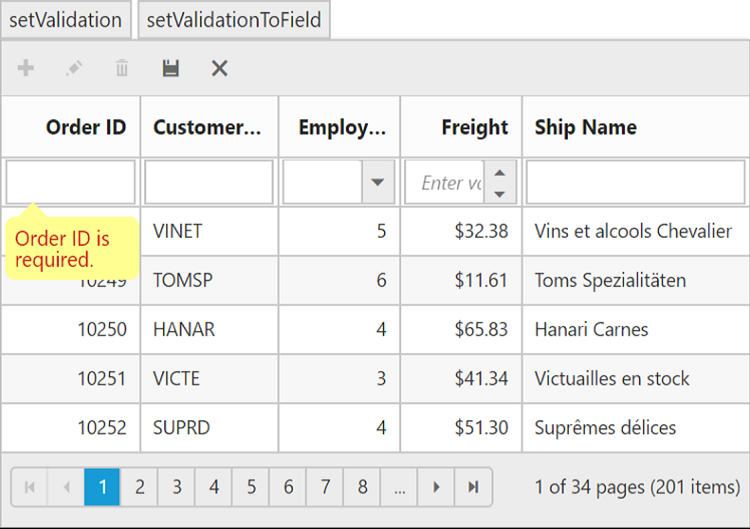 setValidation setValidationToField
Order ID Customer... Employ... Freight Ship Name
Enter
Order ID is
required.
VINET 5 $32.38 Vins et alcools Chevalier
10249 TOMSP 6 $11.61 Toms Spezialitäten
10250 HANAR 4 $65.83 Hanari Carnes
10251 VICTE 3 $41.34 Victuailles en stock
10252 SUPRD 4 $51.30 Suprêmes délices
1 2 3 4 5 6 7 8 ... 1 of 34 pages (201 items)